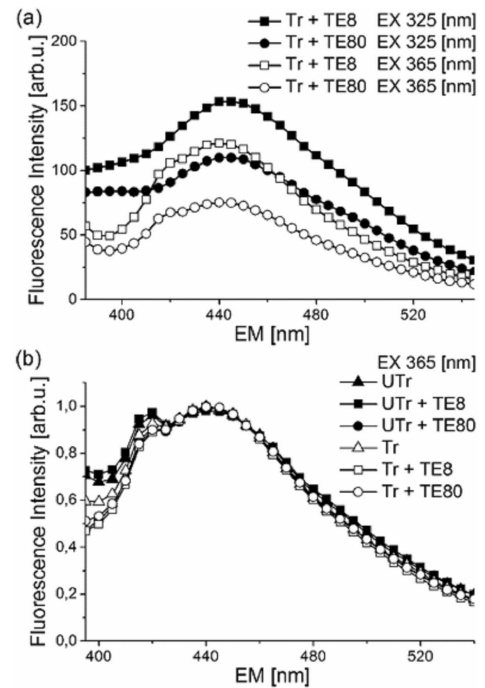 (a)
Tr + TE8 EX 325 [nm]
Tr + TE80 EX 325 [nm]
Tr + TE8 EX 365 [nm]
Tr + TE80 EX 365 [nm]
Fluorescence Intensity [arb.u.]
200
150
100
50
0
400 440 480 520
EM [nm]
(b)
EX 365 [nm]
UTr
UTr + TE8
UTr + TE80
Tr
Tr + TE8
Tr + TE80
Fluorescence Intensity [arb.u.]
1,0
0,8
0,6
0,4
0,2
0,0
400 440 480 520
EM [nm]